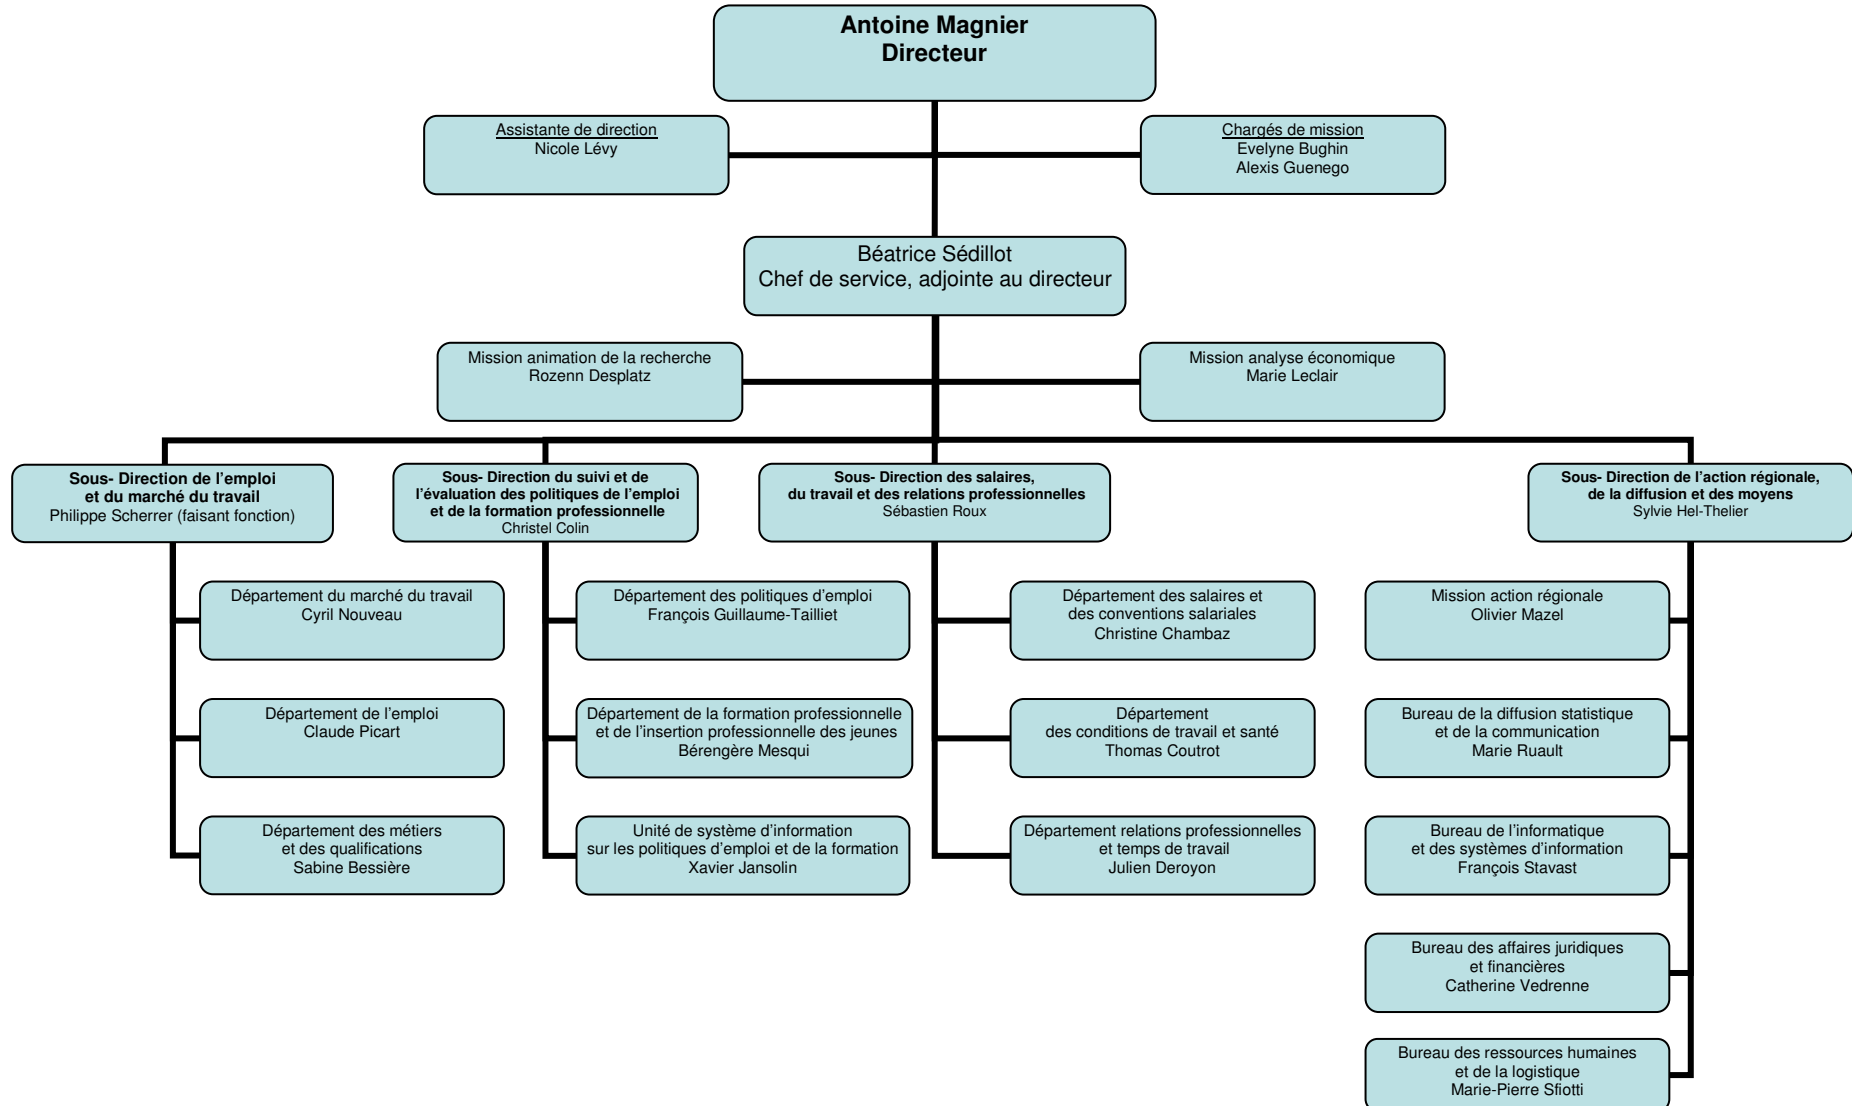 Antoine Magnier
Directeur
Assistante de direction
Nicole Lévy
Chargés de mission
Evelyne Bughin
Alexis Guenego
Béatrice Sédillot
Chef de service, adjointe au directeur
Mission animation de la recherche
Rozenn Desplatz
Mission analyse économique
Marie Leclair
Sous- Direction de l’emploi
et du marché du travail
Philippe Scherrer (faisant fonction)
Sous- Direction du suivi et de
l’évaluation des politiques de l’emploi
et de la formation professionnelle
Christel Colin
Sous- Direction des salaires,
du travail et des relations professionnelles
Sébastien Roux
Sous- Direction de l’action régionale,
de la diffusion et des moyens
Sylvie Hel-Thelier
Département du marché du travail
Cyril Nouveau
Département des politiques d’emploi
François Guillaume-Tailliet
Département des salaires et
des conventions salariales
Christine Chambaz
Mission action régionale
Olivier Mazel
Département de l’emploi
Claude Picart
Département de la formation professionnelle
et de l’insertion professionnelle des jeunes
Bérengère Mesqui
Département
des conditions de travail et santé
Thomas Coutrot
Bureau de la diffusion statistique
et de la communication
Marie Ruault
Département des métiers
et des qualifications
Sabine Bessière
Unité de système d’information
sur les politiques d’emploi et de la formation
Xavier Jansolin
Département relations professionnelles
et temps de travail
Julien Deroyon
Bureau de l’informatique
et des systèmes d’information
François Stavast
Bureau des affaires juridiques
et financières
Catherine Vedrenne
Bureau des ressources humaines
et de la logistique
Marie-Pierre Sfiotti